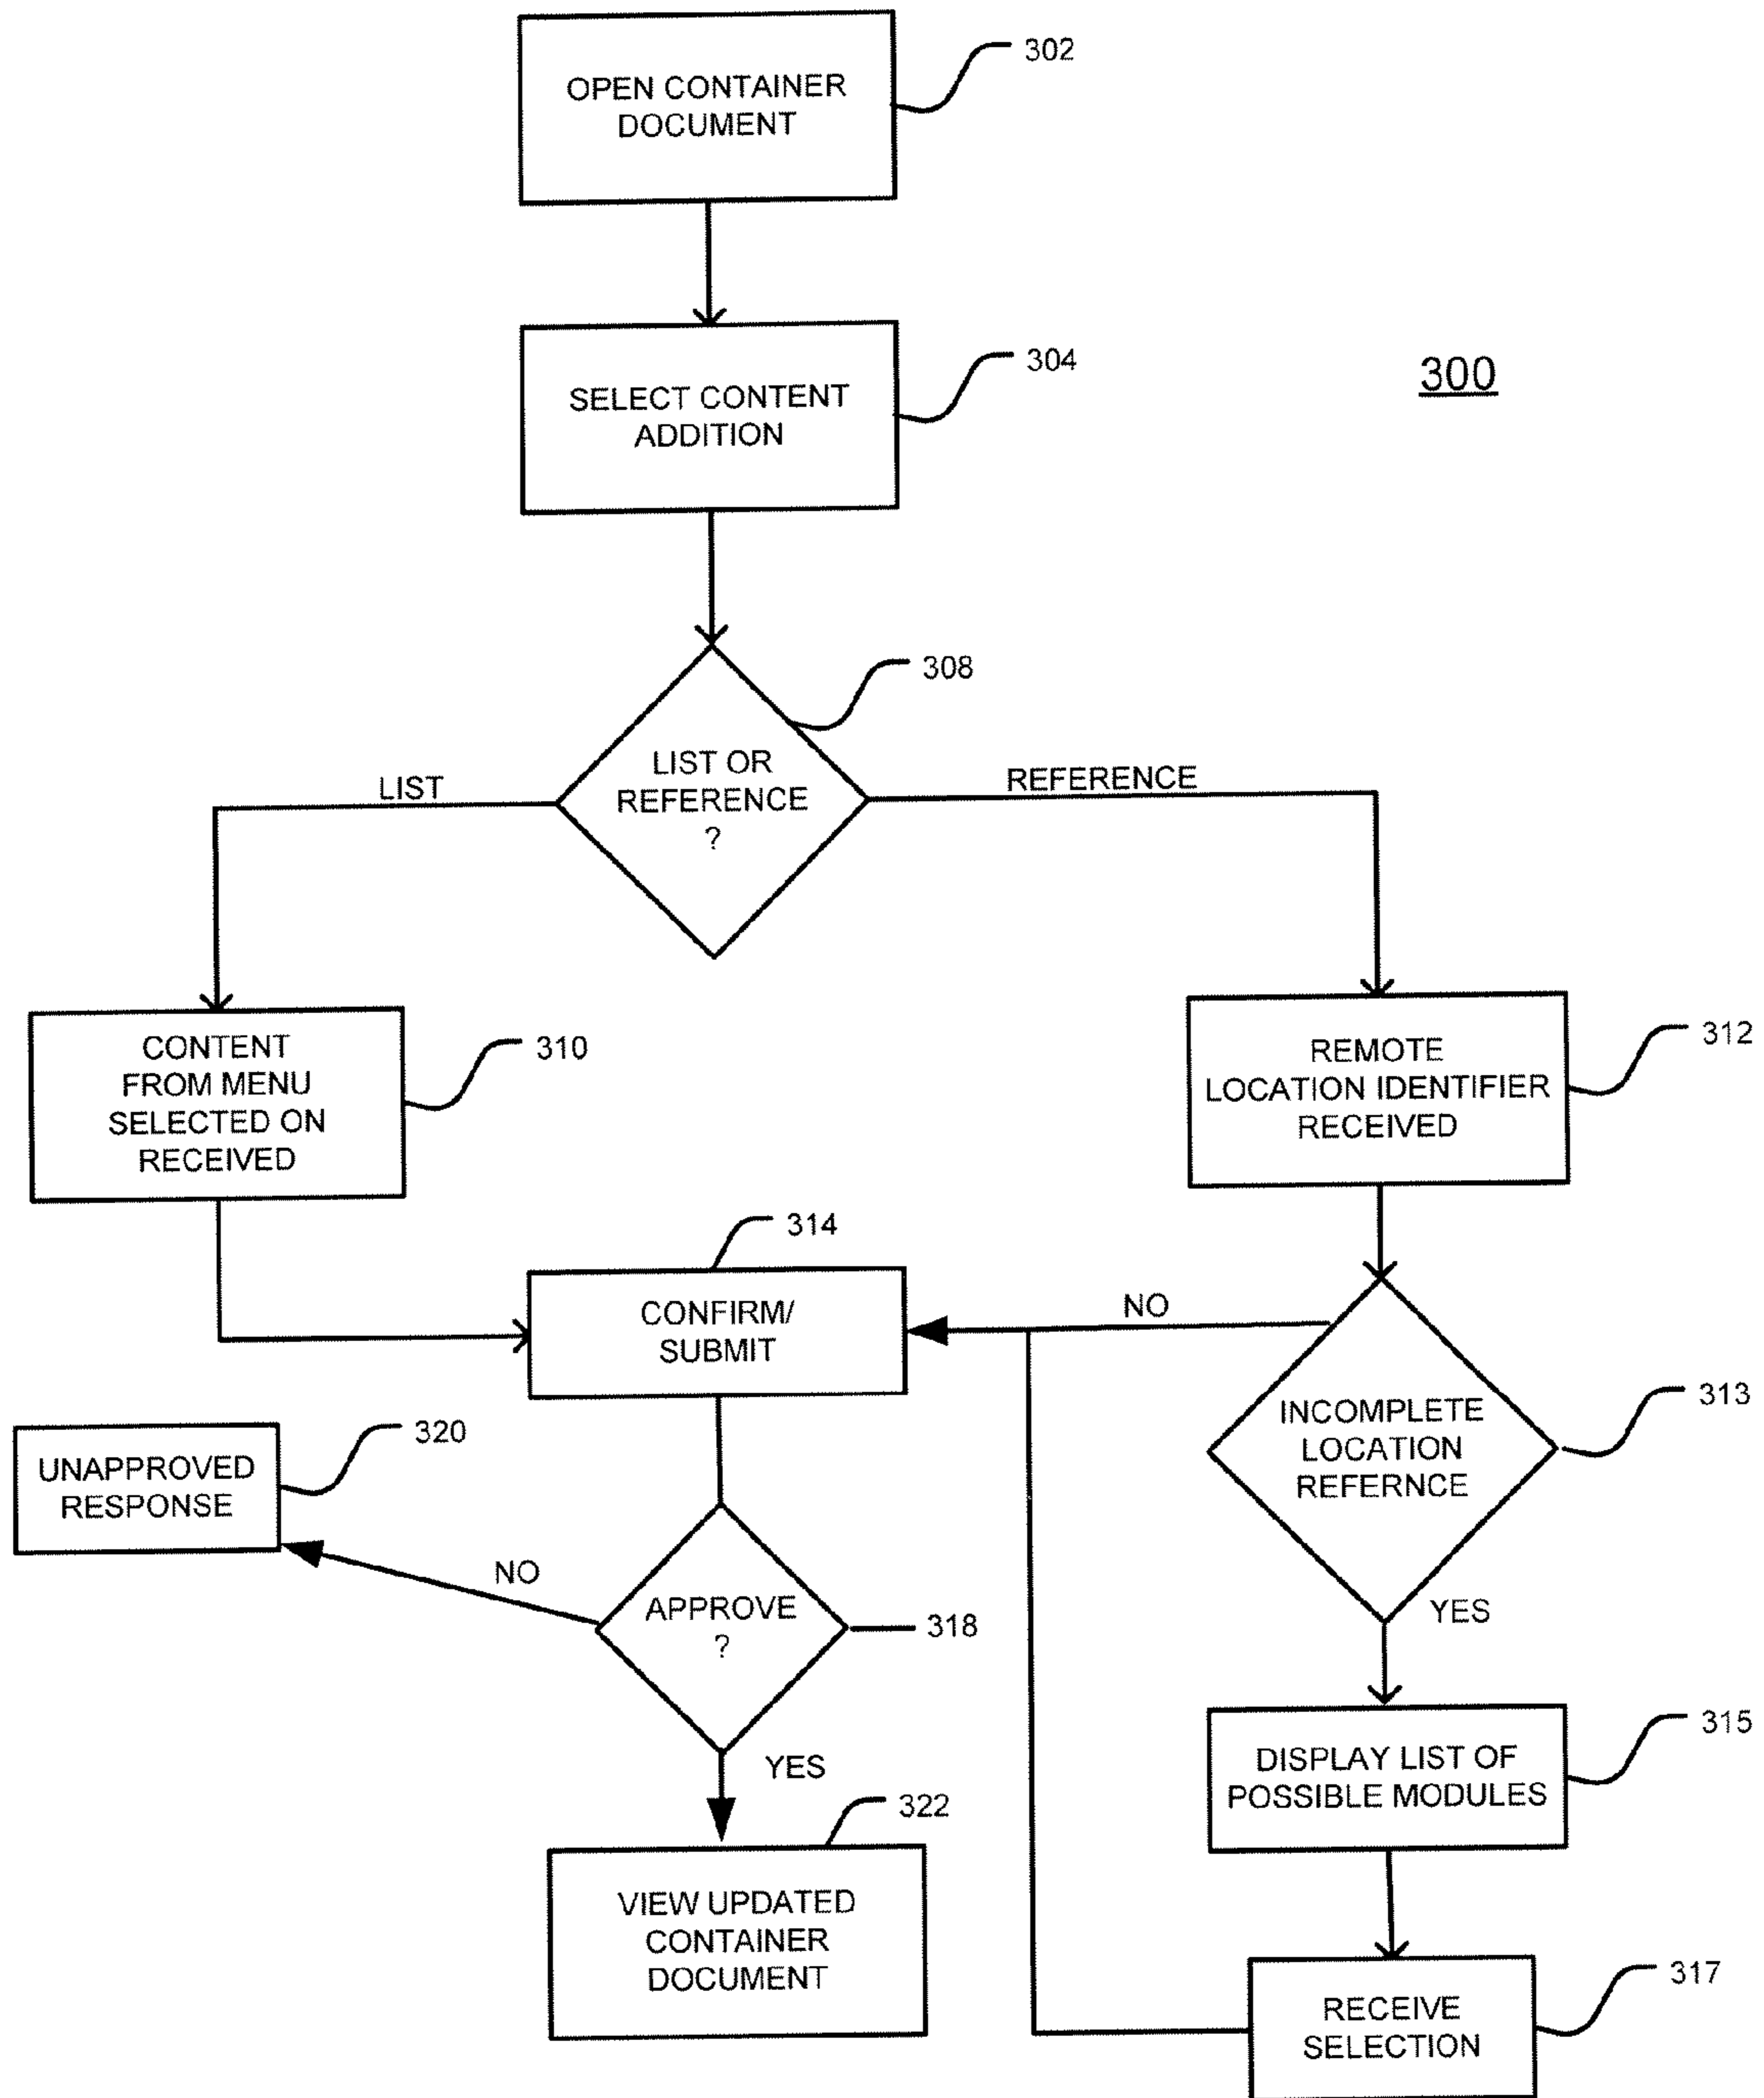 OPEN CONTAINER
DOCUMENT
302
SELECT CONTENT
ADDITION
304
300
LIST OR
REFERENCE
?
308
LIST
REFERENCE
CONTENT
FROM MENU
SELECTED ON
RECEIVED
310
REMOTE
LOCATION IDENTIFIER
RECEIVED
312
CONFIRM/
SUBMIT
314
NO
INCOMPLETE
LOCATION
REFERNCE
313
UNAPPROVED
RESPONSE
320
NO
APPROVE
?
318
YES
YES
DISPLAY LIST OF
POSSIBLE MODULES
315
VIEW UPDATED
CONTAINER
DOCUMENT
322
RECEIVE
SELECTION
317